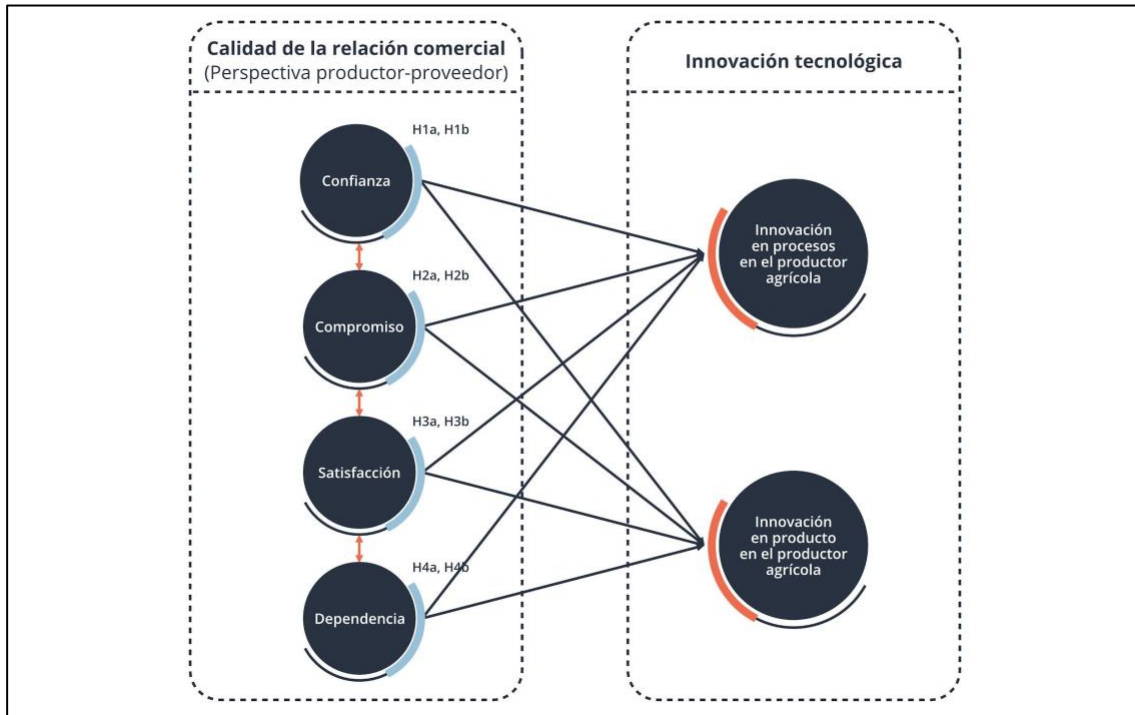 Calidad de la relación comercial
(Perspectiva productor-proveedor)
H1a, H1b
Confianza
H2a, H2b
Compromiso
H3a, H3b
Satisfacción
H4a, H4b
Dependencia
Innovación tecnológica
Innovación
en procesos
en el productor
agrícola
Innovación
en producto
en el productor
agrícola